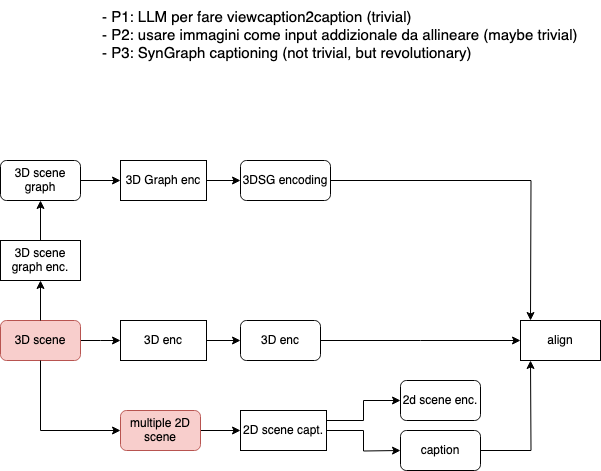 - P1: LLM per fare viewcaption2caption (trivial)
- P2: usare immagini come input addizionale da allineare (maybe trivial)
- P3: SynGraph captioning (not trivial, but revolutionary)
3D scene
graph
3D Graph enc
3DSG encoding
3D scene
graph enc.
3D scene
3D enc
3D enc
align
multiple 2D
scene
2D scene capt.
2d scene enc.
caption